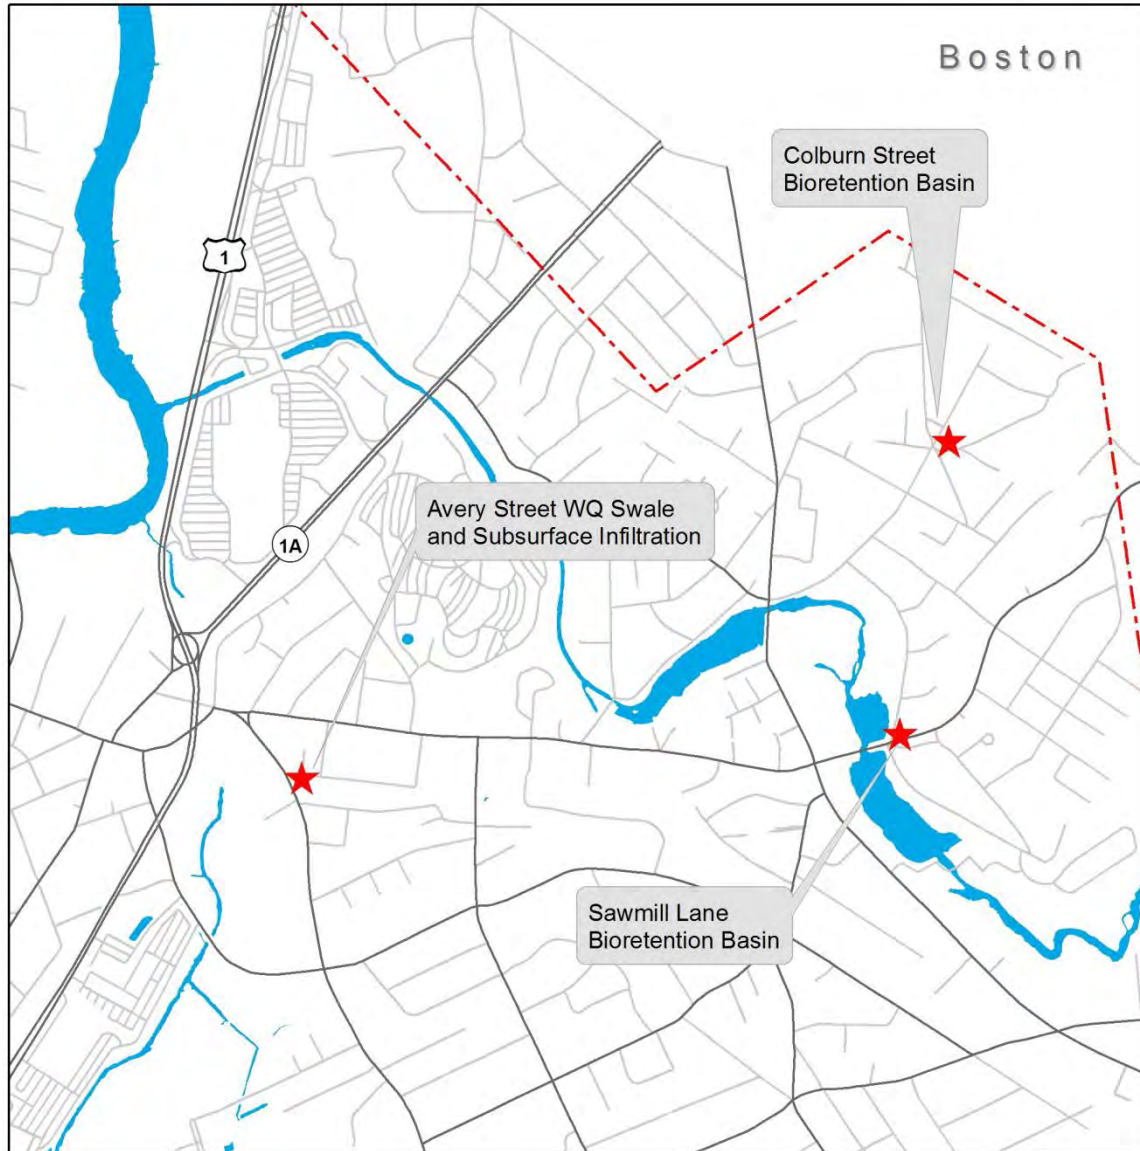 Boston
Colburn Street
Bioretention Basin
1
Avery Street WQ Swale
and Subsurface Infiltration
1A
Sawmill Lane
Bioretention Basin